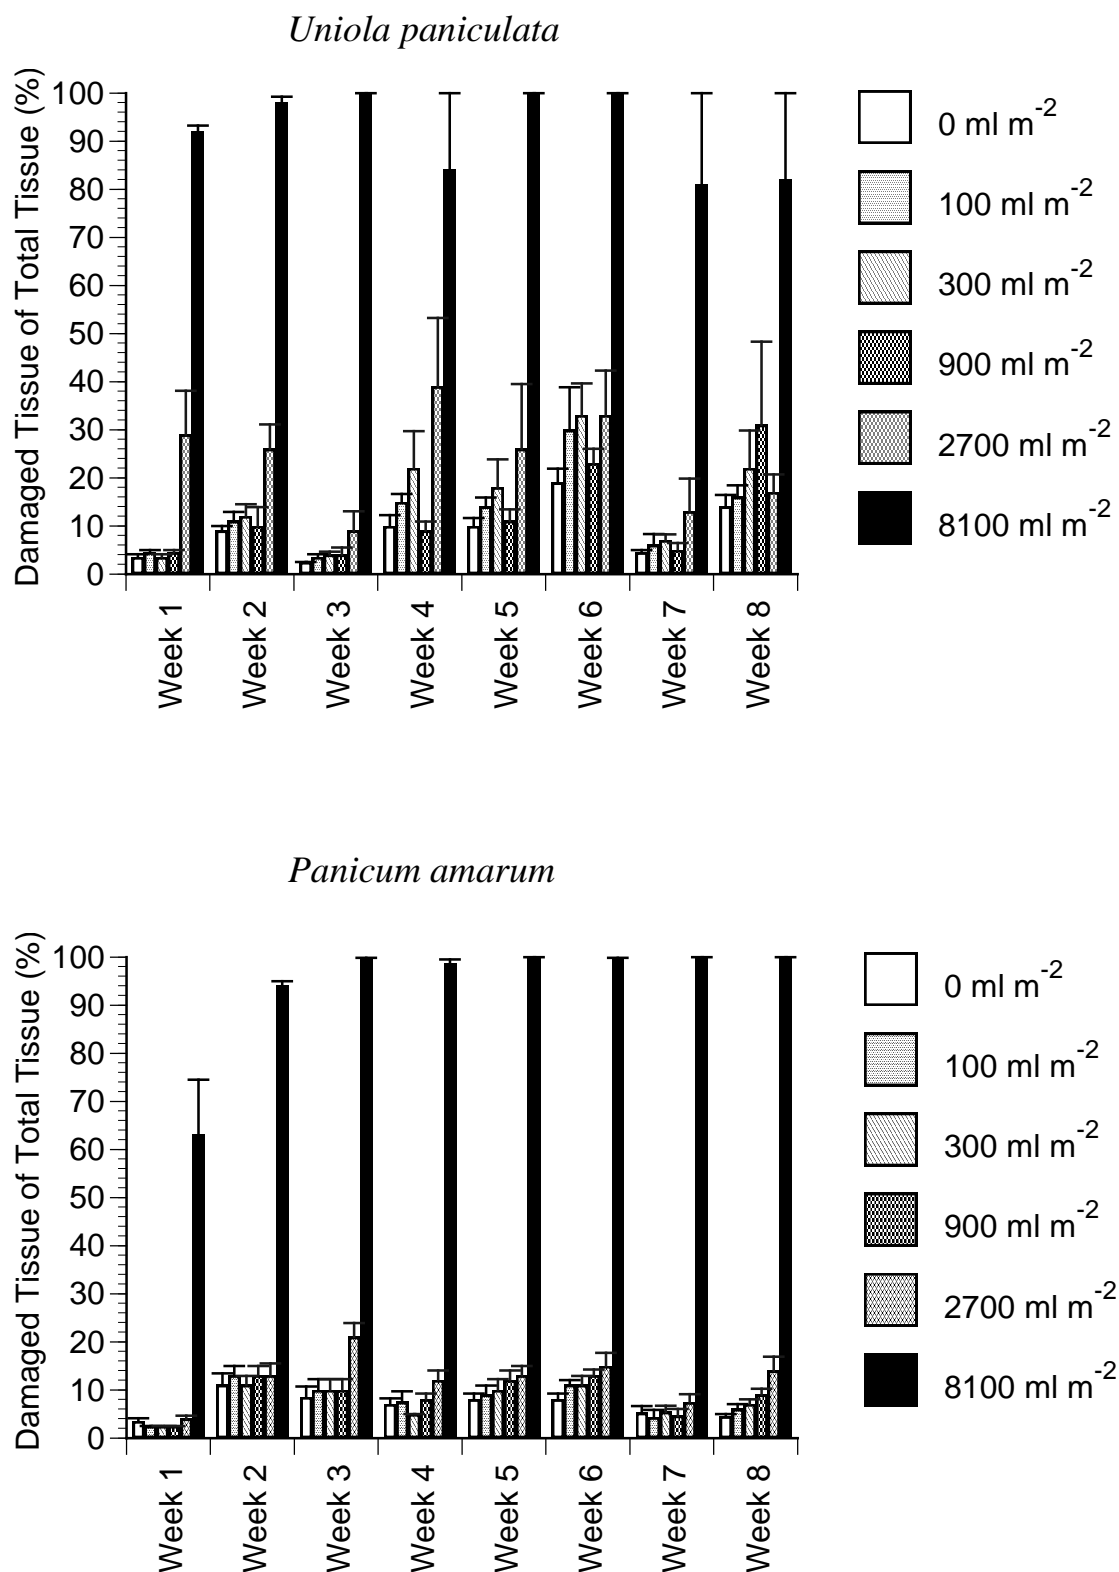 Uniola paniculata
Damaged Tissue of Total Tissue (%)
100
90
80
70
60
50
40
30
20
10
0
Week 1
Week 2
Week 3
Week 4
Week 5
Week 6
Week 7
Week 8
0 ml m-2
100 ml m-2
300 ml m-2
900 ml m-2
2700 ml m-2
8100 ml m-2
Panicum amarum
Damaged Tissue of Total Tissue (%)
100
90
80
70
60
50
40
30
20
10
0
Week 1
Week 2
Week 3
Week 4
Week 5
Week 6
Week 7
Week 8
0 ml m-2
100 ml m-2
300 ml m-2
900 ml m-2
2700 ml m-2
8100 ml m-2